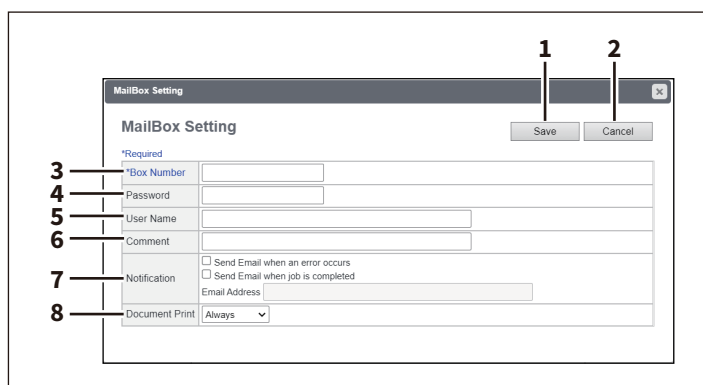 1 2
MailBox Setting
MailBox Setting
Save Cancel
*Required
3 *Box Number
4 Password
5 User Name
6 Comment
Send Email when an error occurs
7 Notification Send Email when job is completed
Email Address
8 Document Print Always